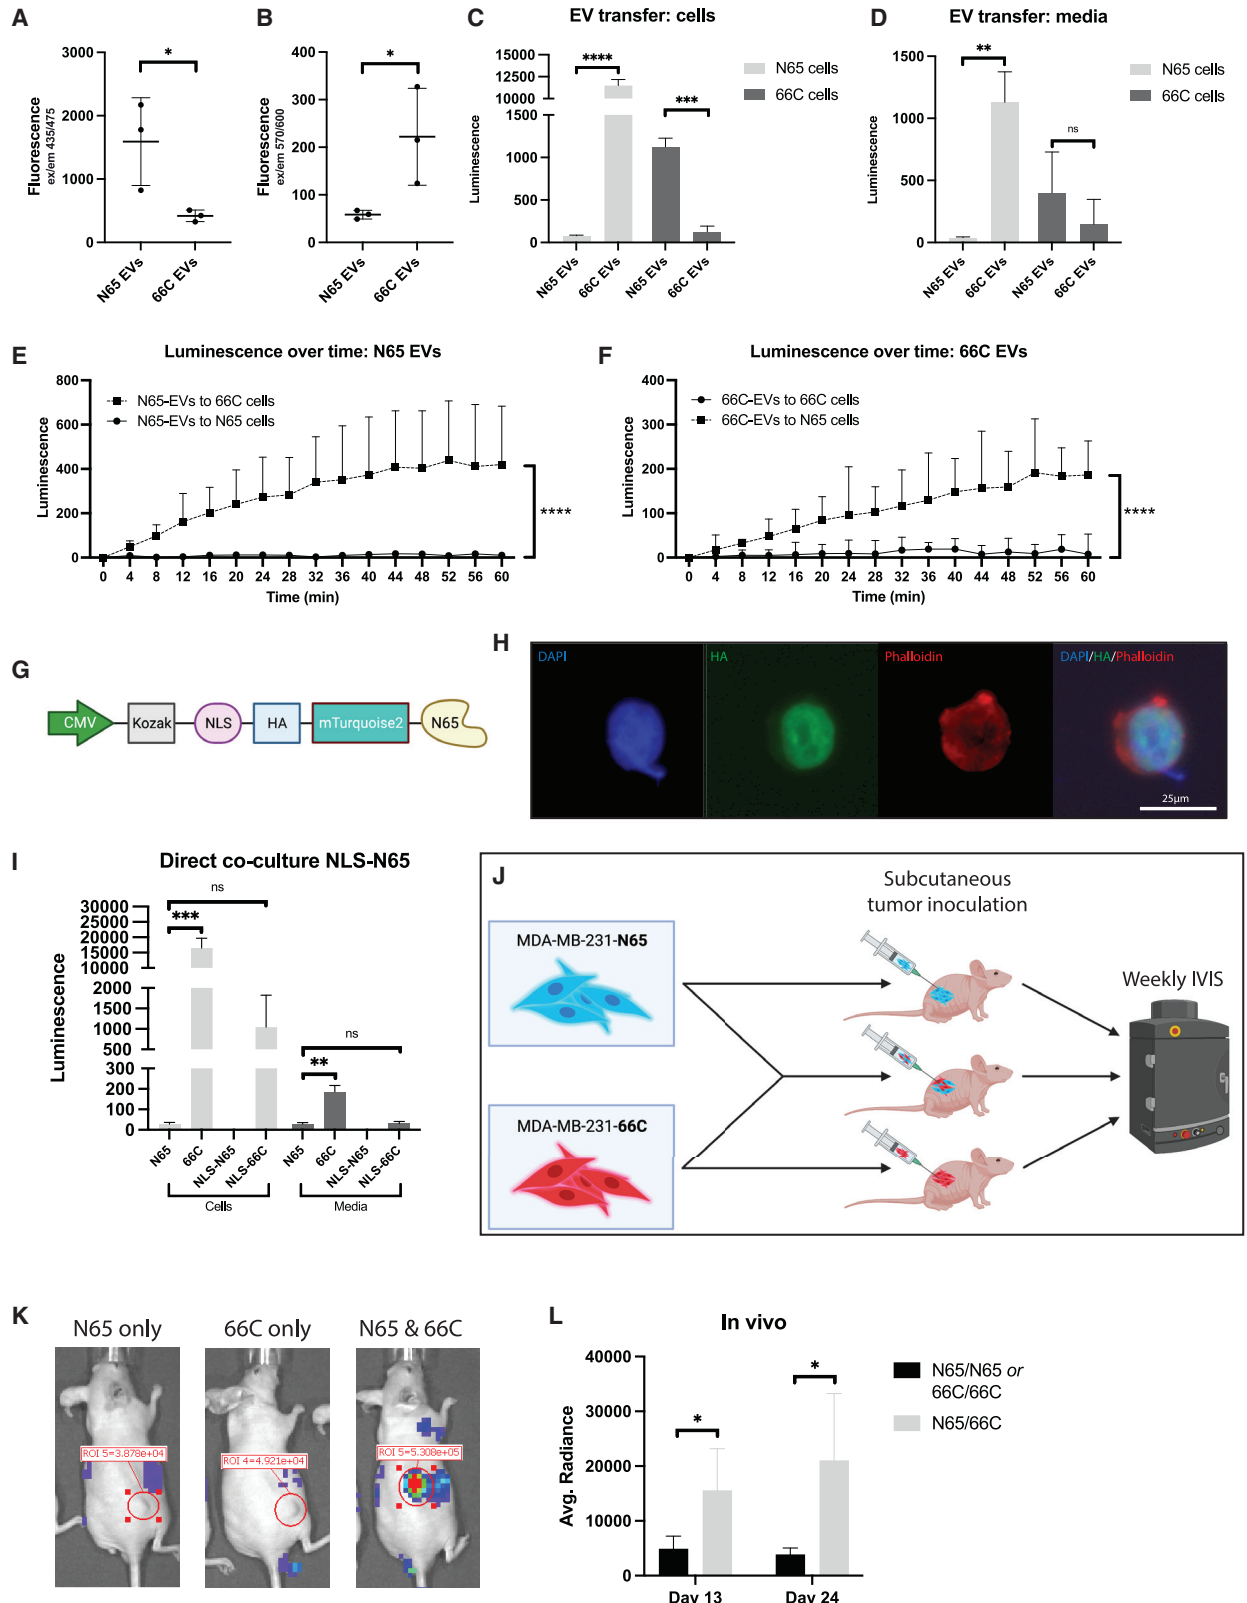 A
3000
2000
1000
0
Fluorescence
ex/em 435/475
*
N65 EVs
66C EVs
B
400
300
200
100
0
Fluorescence
ex/em 570/600
*
N65 EVs
66C EVs
C
EV transfer: cells
15000
12500
10000
1500
1000
500
0
Luminescence
****
***
N65 EVs
66C EVs
N65 EVs
66C EVs
N65 cells
66C cells
D
EV transfer: media
1500
1000
500
0
Luminescence
**
ns
N65 EVs
66C EVs
N65 EVs
66C EVs
N65 cells
66C cells
E
Luminescence over time: N65 EVs
800
600
400
200
0
Luminescence
N65-EVs to 66C cells
N65-EVs to N65 cells
****
0 4 8 12 16 20 24 28 32 36 40 44 48 52 56 60
Time (min)
F
Luminescence over time: 66C EVs
400
300
200
100
0
Luminescence
66C-EVs to 66C cells
66C-EVs to N65 cells
****
0 4 8 12 16 20 24 28 32 36 40 44 48 52 56 60
Time (min)
G
CMV Kozak NLS HA mTurquoise2 N65
H
DAPI HA Phalloidin DAPI/HA/Phalloidin
25µm
I
Direct co-culture NLS-N65
30000
25000
20000
15000
10000
2000
1500
1000
500
300
200
100
0
Luminescence
ns
***
ns
**
N65
66C
NLS-N65
NLS-66C
N65
66C
NLS-N65
NLS-66C
Cells
Media
J
Subcutaneous
tumor inoculation
MDA-MB-231-N65
MDA-MB-231-66C
Weekly IVIS
K
N65 only
66C only
N65 & 66C
ROI 5=3.878e+04
ROI 4=4.921e+04
ROI 5=5.308e+05
L
In vivo
40000
30000
20000
10000
0
Avg. Radiance
*
*
Day 13
Day 24
N65/N65 or
66C/66C
N65/66C